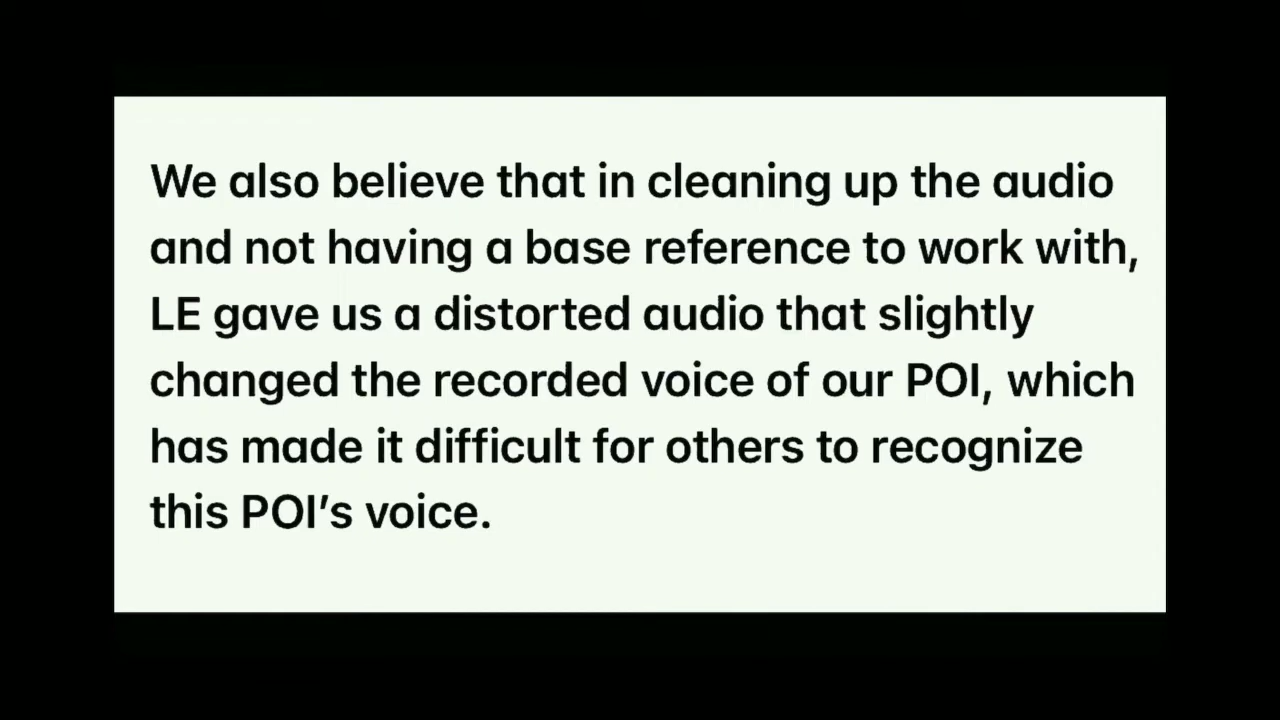 We also believe that in cleaning up the audio
and not having a base reference to work with,
LE gave us a distorted audio that slightly
changed the recorded voice of our POI, which
has made it difficult for others to recognize
this POI’s voice.